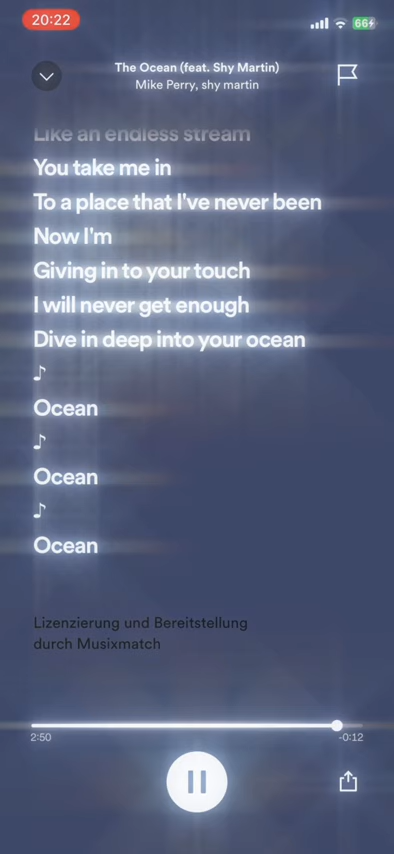 20:22
66
The Ocean (feat. Shy Martin)
Mike Perry, shy martin
Like an endless stream
You take me in
To a place that I've never been
Now I'm
Giving in to your touch
I will never get enough
Dive in deep into your ocean
♪
Ocean
♪
Ocean
♪
Ocean
Lizenzierung und Bereitstellung
durch Musixmatch
2:50
-0:12